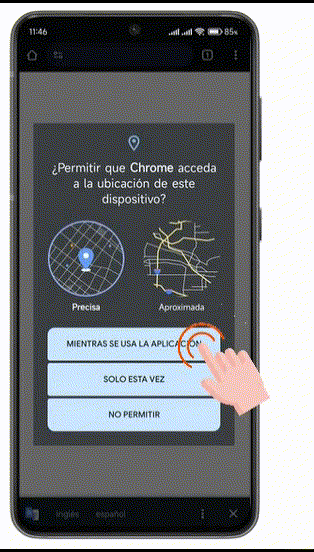 11:46
85%
1
¿Permitir que Chrome acceda
a la ubicación de este
dispositivo?
Precisa
Aproximada
MIENTRAS SE USA LA APLICACIÓN
SOLO ESTA VEZ
NO PERMITIR
inglés español